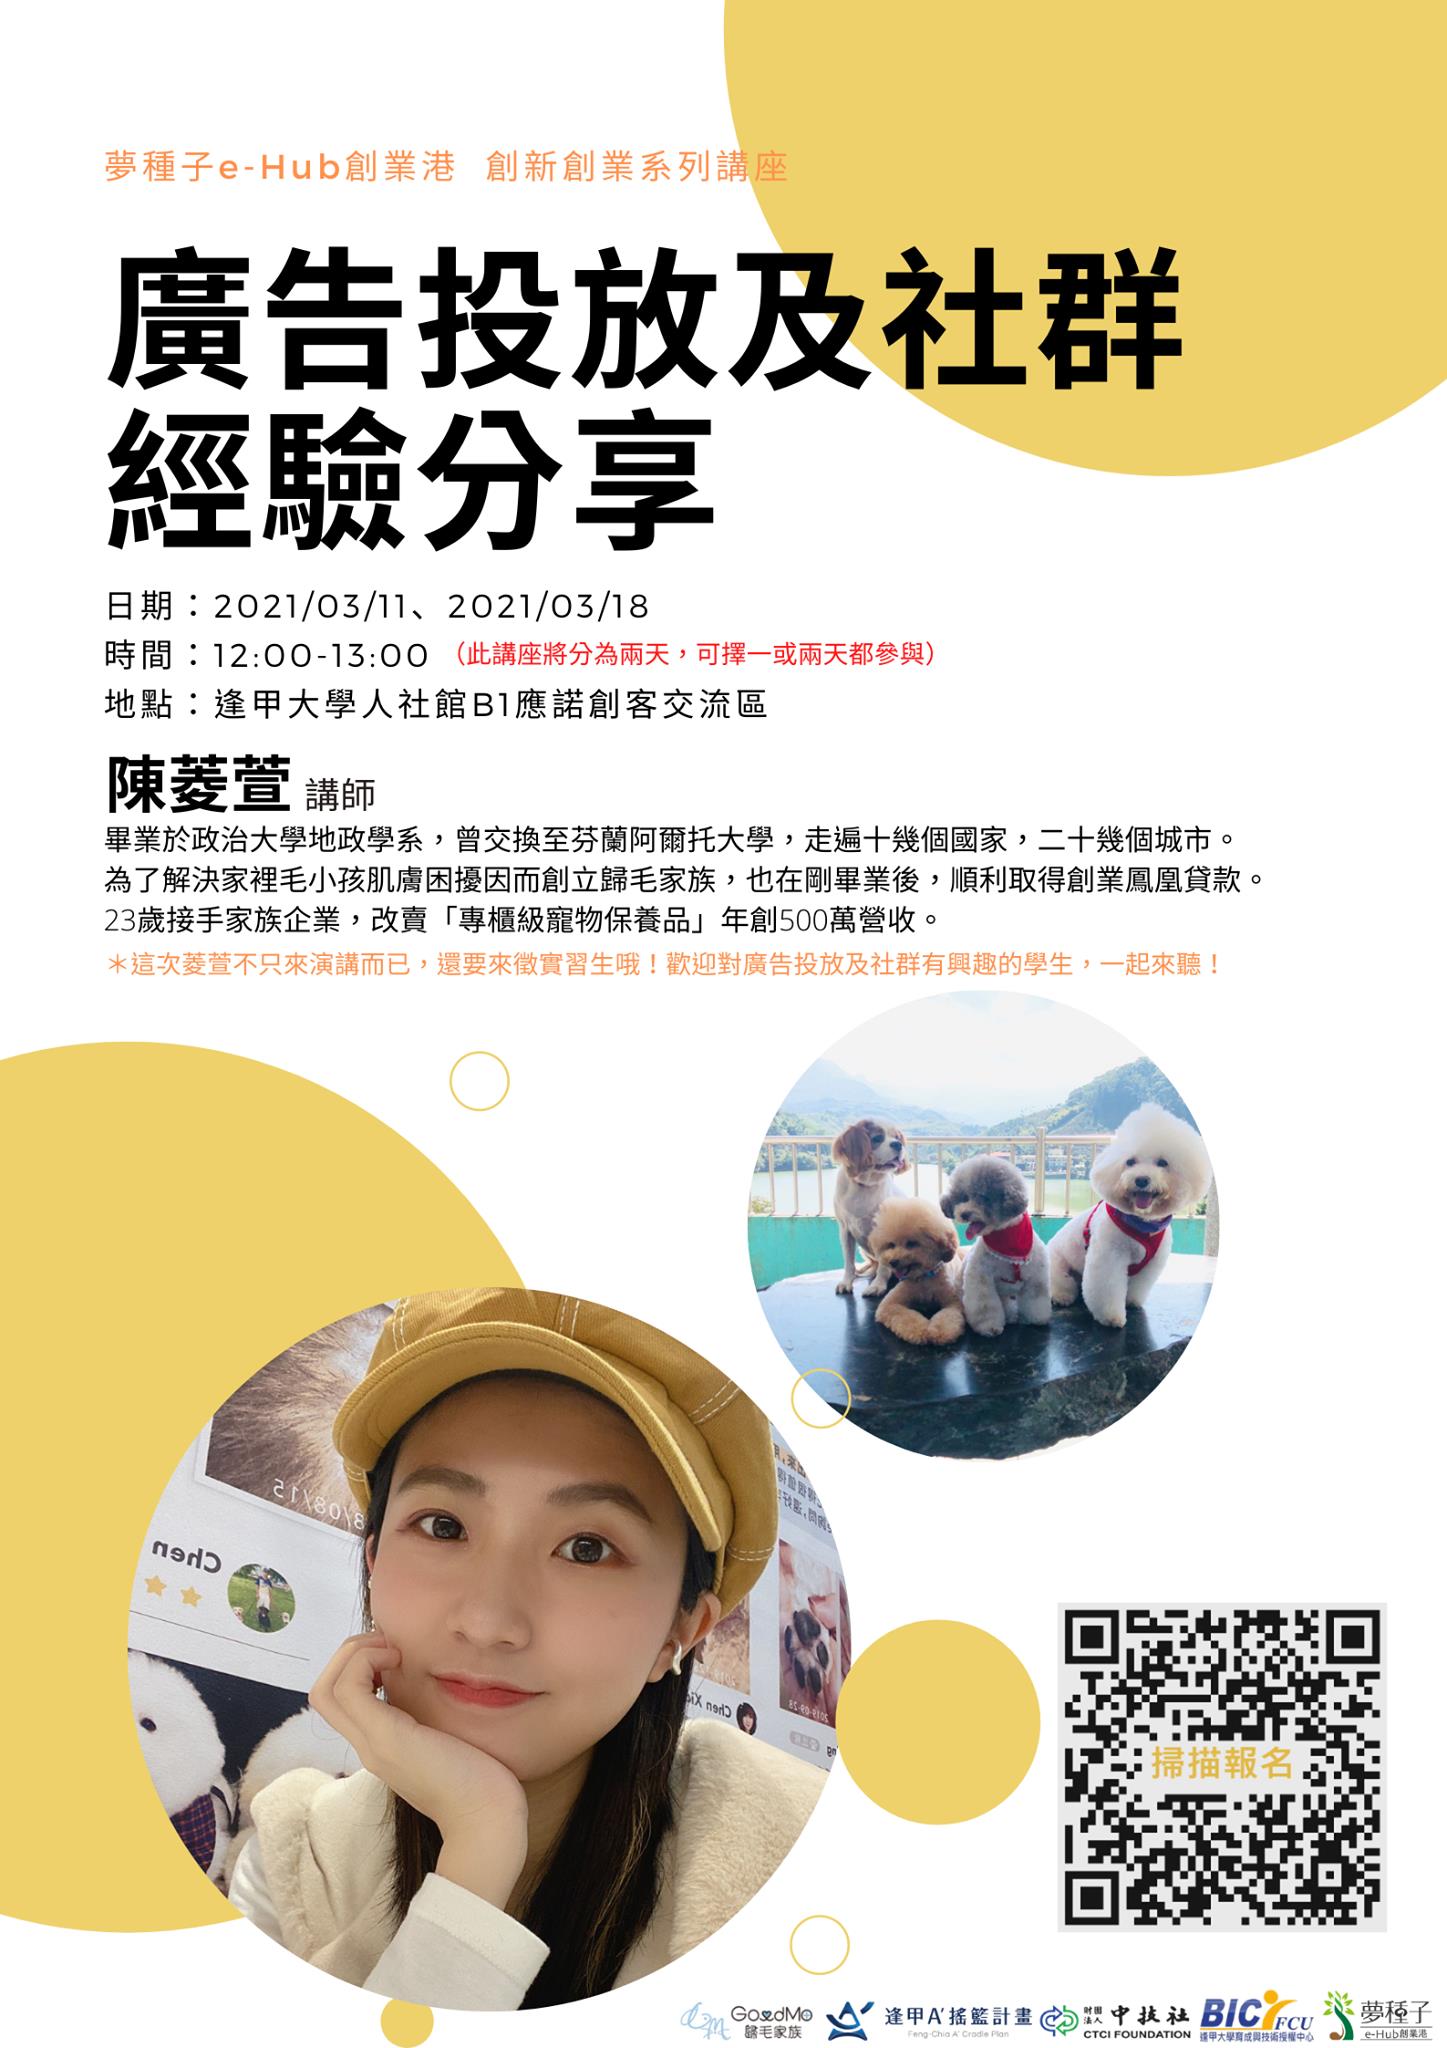 夢種子e-Hub創業港 創新創業系列講座
廣告投放及社群
經驗分享
日期：2021/03/11、2021/03/18
時間：12:00-13:00 （此講座將分為兩天，可擇一或兩天都參與）
地點：逢甲大學人社館B1應諾創客交流區
陳菱萱 講師
畢業於政治大學地政學系，曾交換至芬蘭阿爾托大學，走遍十幾個國家，二十幾個城市。
為了解決家裡毛小孩肌膚困擾因而創立歸毛家族，也在剛畢業後，順利取得創業鳳凰貸款。
23歲接手家族企業，改賣「專櫃級寵物保養品」年創500萬營收。
＊這次菱萱不只來演講而已，還要來徵實習生哦！歡迎對廣告投放及社群有興趣的學生，一起來聽！
8/08/15
Chen
2019-09-28
Chen Xia
掃描報名
GoodMo
歸毛家族
逢甲A+搖籃計畫
Feng-Chia A+ Cradle Plan
財團法人 中技社
CTCI FOUNDATION
BIC FCU
逢甲大學育成與技術授權中心
夢種子
e-Hub創業港